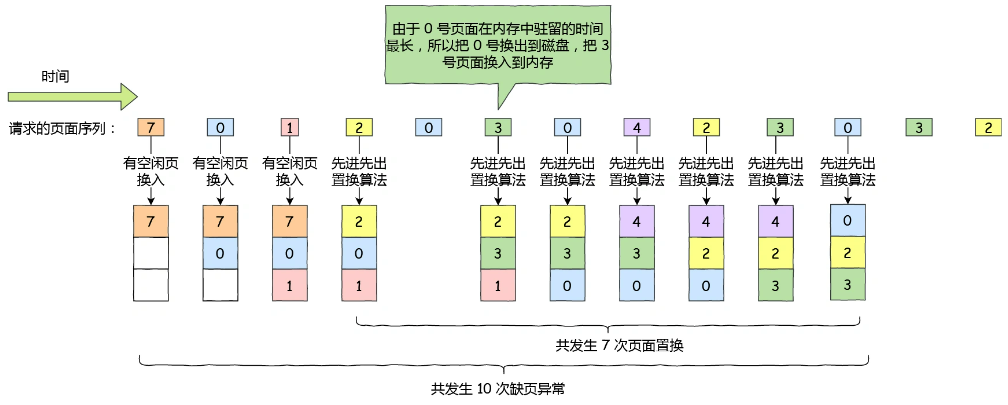 由于 0 号页面在内存中驻留的时间
最长，所以把 0 号换出到磁盘，把 3
号页面换入到内存
时间
请求的页面序列： 7 0 1 2 0 3 0 4 2 3 0 3 2
有空闲页 有空闲页 有空闲页 先进先出 先进先出 先进先出 先进先出 先进先出 先进先出 先进先出
换入 换入 换入 置换算法 置换算法 置换算法 置换算法 置换算法 置换算法 置换算法
7 7 7 2 2 2 4 4 4 0
0 0 0 3 3 3 2 2 2
1 1 1 0 0 0 3 3
共发生 7 次页面置换
共发生 10 次缺页异常